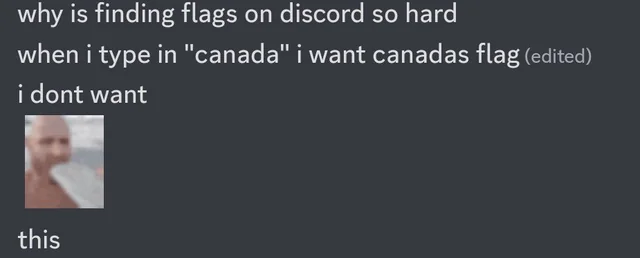 why is finding flags on discord so hard
when i type in "canada" i want canadas flag (edited)
i dont want
this